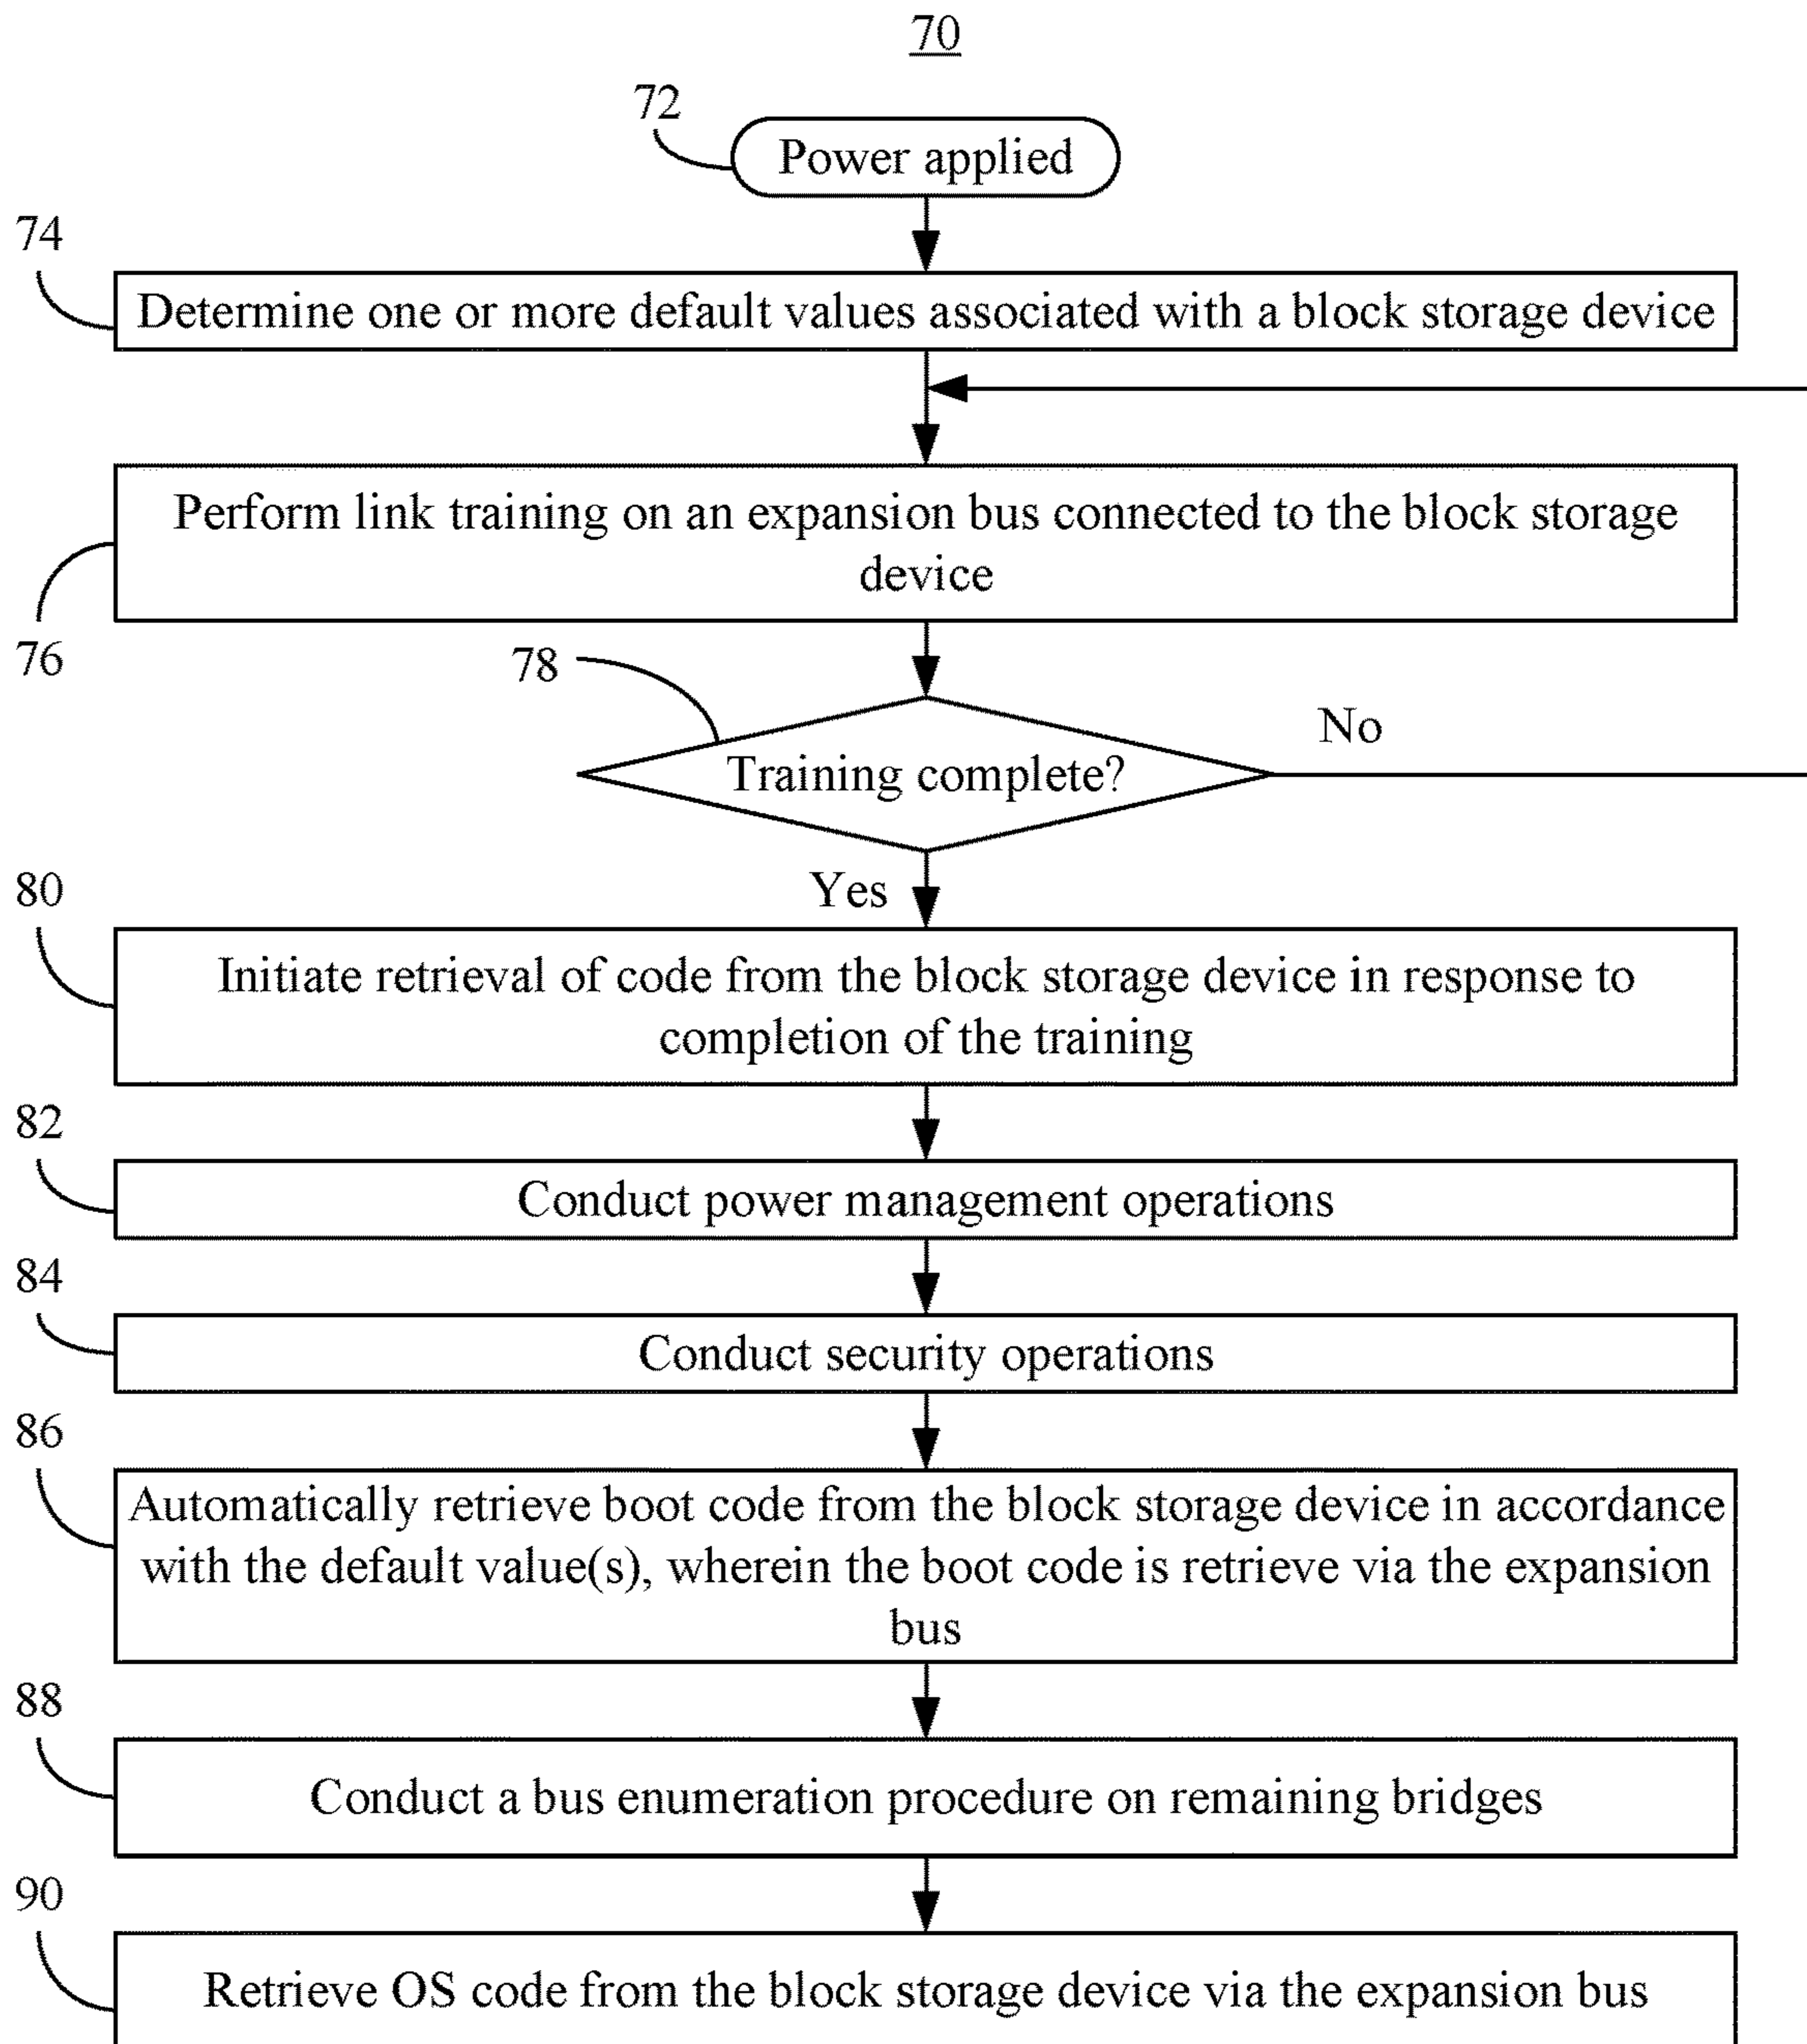 70
72
Power applied
74
Determine one or more default values associated with a block storage device
Perform link training on an expansion bus connected to the block storage
device
76
78
No
Training complete?
Yes
80
Initiate retrieval of code from the block storage device in response to
completion of the training
82
Conduct power management operations
84
Conduct security operations
86
Automatically retrieve boot code from the block storage device in accordance
with the default value(s), wherein the boot code is retrieve via the expansion
bus
88
Conduct a bus enumeration procedure on remaining bridges
90
Retrieve OS code from the block storage device via the expansion bus